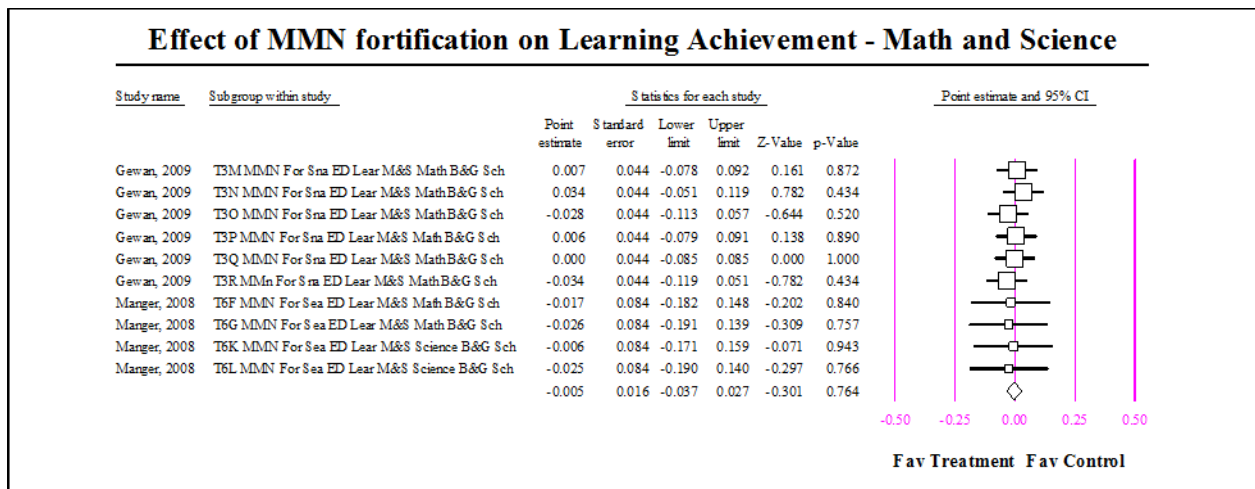 Effect of MMN fortification on Learning Achievement - Math and Science
Study name Subgroup within study Statistics for each study Point estimate and 95% CI
Point Standard Lower Upper
estimate error limit limit Z-Value p-Value
Gewan, 2009 T3M MMN For Sna ED Lear M&S Math B&G Sch 0.007 0.044 -0.078 0.092 0.161 0.872
Gewan, 2009 T3N MMN For Sna ED Lear M&S Math B&G Sch 0.034 0.044 -0.051 0.119 0.782 0.434
Gewan, 2009 T3O MMN For Sna ED Lear M&S Math B&G Sch -0.028 0.044 -0.113 0.057 -0.644 0.520
Gewan, 2009 T3P MMN For Sna ED Lear M&S Math B&G Sch 0.006 0.044 -0.079 0.091 0.138 0.890
Gewan, 2009 T3Q MMN For Sna ED Lear M&S Math B&G Sch 0.000 0.044 -0.085 0.085 0.000 1.000
Gewan, 2009 T3R MMn For Sna ED Lear M&S Math B&G Sch -0.034 0.044 -0.119 0.051 -0.782 0.434
Manger, 2008 T6F MMN For Sea ED Lear M&S Math B&G Sch -0.017 0.084 -0.182 0.148 -0.202 0.840
Manger, 2008 T6G MMN For Sea ED Lear M&S Math B&G Sch -0.026 0.084 -0.191 0.139 -0.309 0.757
Manger, 2008 T6K MMN For Sea ED Lear M&S Science B&G Sch -0.006 0.084 -0.171 0.159 -0.071 0.943
Manger, 2008 T6L MMN For Sea ED Lear M&S Science B&G Sch -0.025 0.084 -0.190 0.140 -0.297 0.766
-0.005 0.016 -0.037 0.027 -0.301 0.764
-0.50 -0.25 0.00 0.25 0.50
Fav Treatment Fav Control